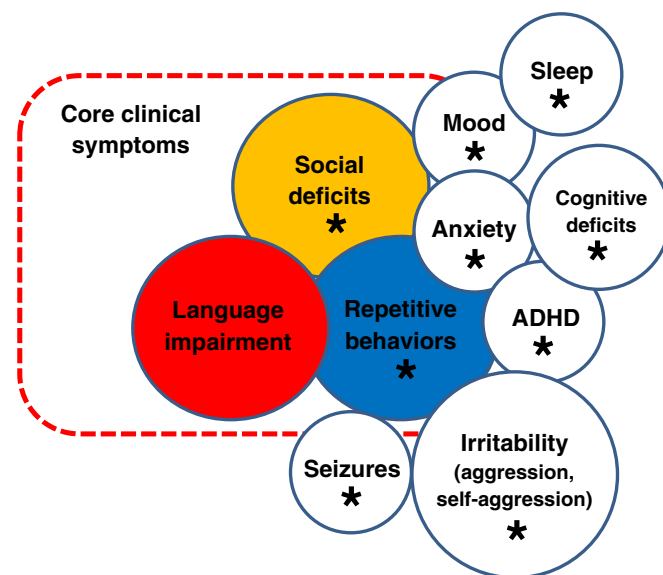 Core clinical
symptoms
Sleep
*
Mood
*
Social
deficits
*
Cognitive
deficits
*
Anxiety
*
Language
impairment
Repetitive
behaviors
*
ADHD
*
Irritability
(aggression,
self-aggression)
*
Seizures
*